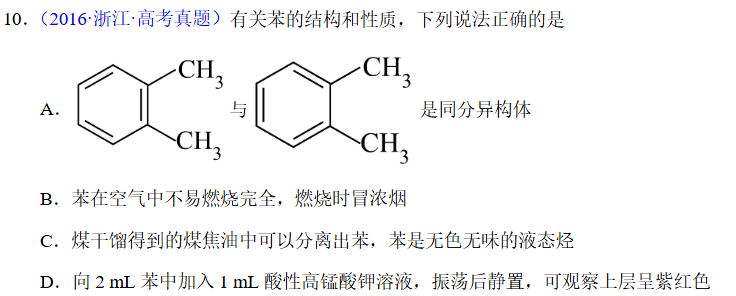 10.（2016·浙江·高考真题）有关苯的结构和性质，下列说法正确的是
CH3 CH3
A. 与 是同分异构体
CH3 CH3
B. 苯在空气中不易燃烧完全，燃烧时冒浓烟
C. 煤干馏得到的煤焦油中可以分离出苯，苯是无色无味的液态烃
D. 向 2 mL 苯中加入 1 mL 酸性高锰酸钾溶液，振荡后静置，可观察上层呈紫红色